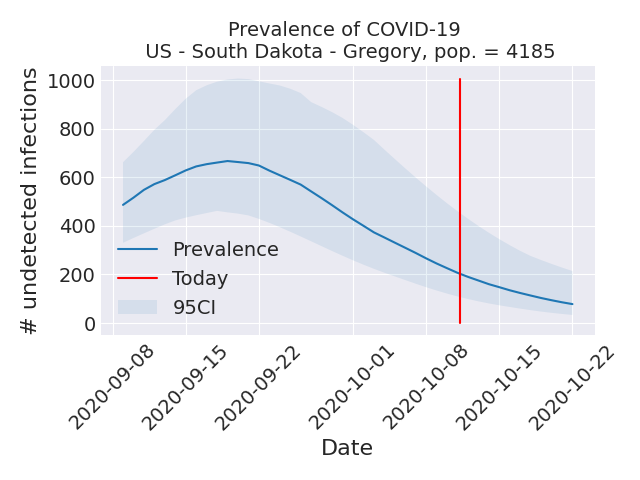 Prevalence of COVID-19
US - South Dakota - Gregory, pop. = 4185
# undetected infections
1000
800
600
400
200
0
Prevalence
Today
95CI
2020-09-08
2020-09-15
2020-09-22
2020-10-01
2020-10-08
2020-10-15
2020-10-22
Date